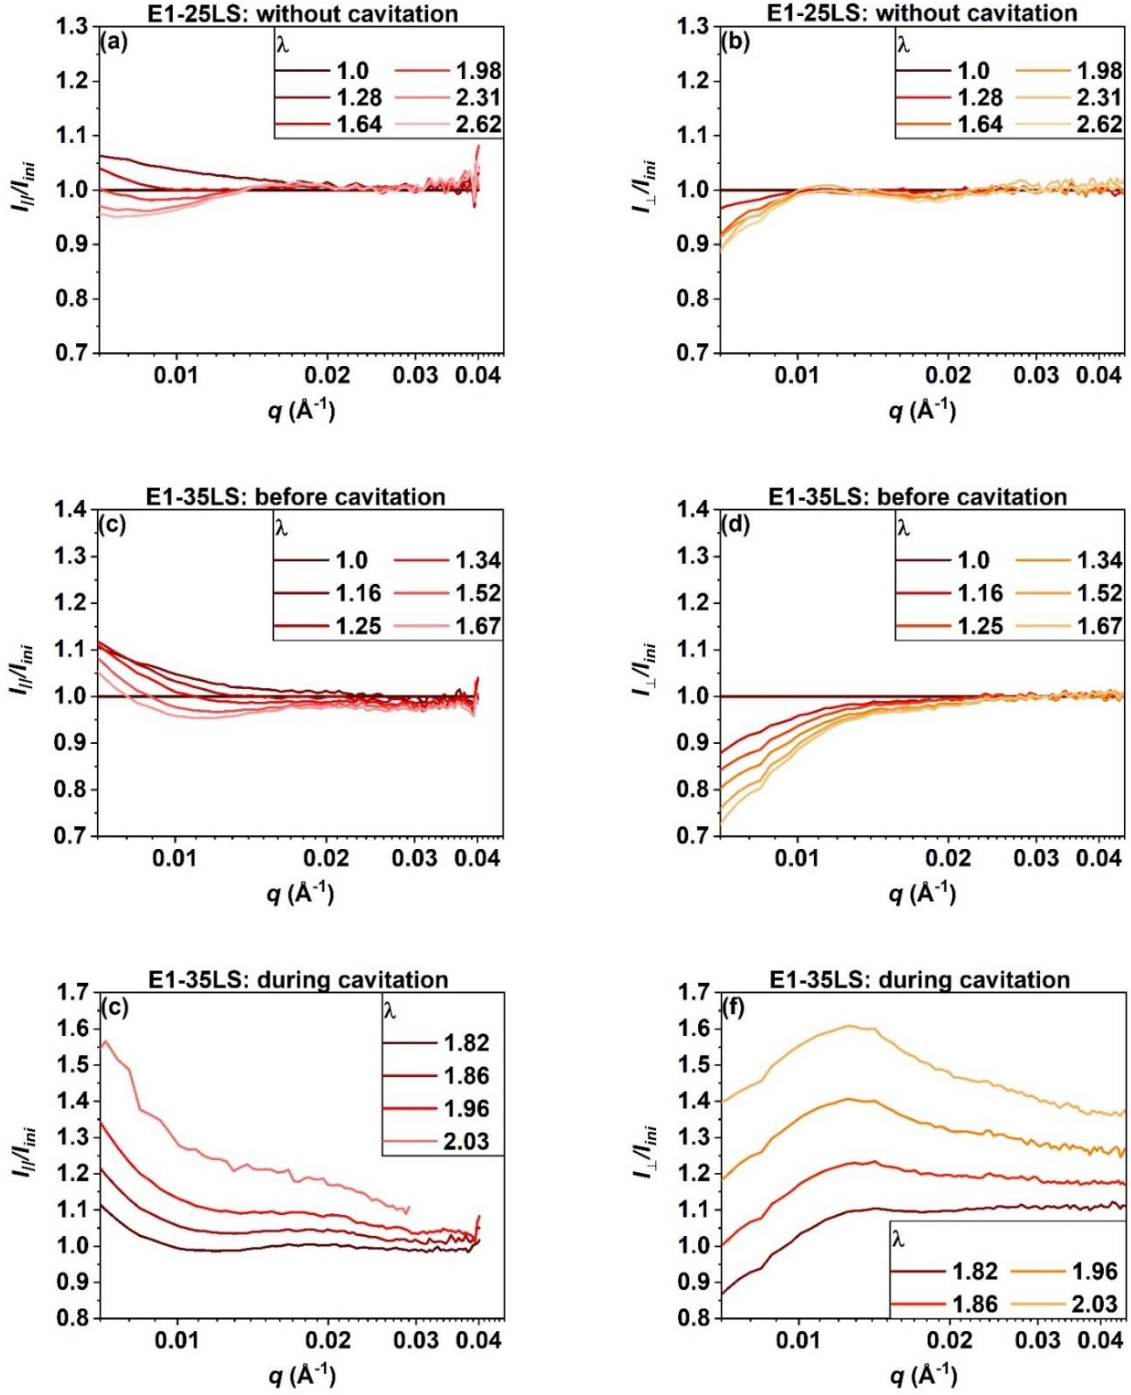 E1-25LS: without cavitation
(a)
λ
1.0 1.98
1.28 2.31
1.64 2.62
1.3
1.2
1.1
1.0
0.9
0.8
0.7
I///Iini
0.01 0.02 0.03 0.04
q (Å-1)
E1-25LS: without cavitation
(b)
λ
1.0 1.98
1.28 2.31
1.64 2.62
1.3
1.2
1.1
1.0
0.9
0.8
0.7
I⊥/Iini
0.01 0.02 0.03 0.04
q (Å-1)
E1-35LS: before cavitation
(c)
λ
1.0 1.34
1.16 1.52
1.25 1.67
1.4
1.3
1.2
1.1
1.0
0.9
0.8
0.7
I///Iini
0.01 0.02 0.03 0.04
q (Å-1)
E1-35LS: before cavitation
(d)
λ
1.0 1.34
1.16 1.52
1.25 1.67
1.4
1.3
1.2
1.1
1.0
0.9
0.8
0.7
I⊥/Iini
0.01 0.02 0.03 0.04
q (Å-1)
E1-35LS: during cavitation
(c)
λ
1.82
1.86
1.96
2.03
1.7
1.6
1.5
1.4
1.3
1.2
1.1
1.0
0.9
0.8
I///Iini
0.01 0.02 0.03 0.04
q (Å-1)
E1-35LS: during cavitation
(f)
λ
1.82 1.96
1.86 2.03
1.7
1.6
1.5
1.4
1.3
1.2
1.1
1.0
0.9
0.8
I⊥/Iini
0.01 0.02 0.03 0.04
q (Å-1)